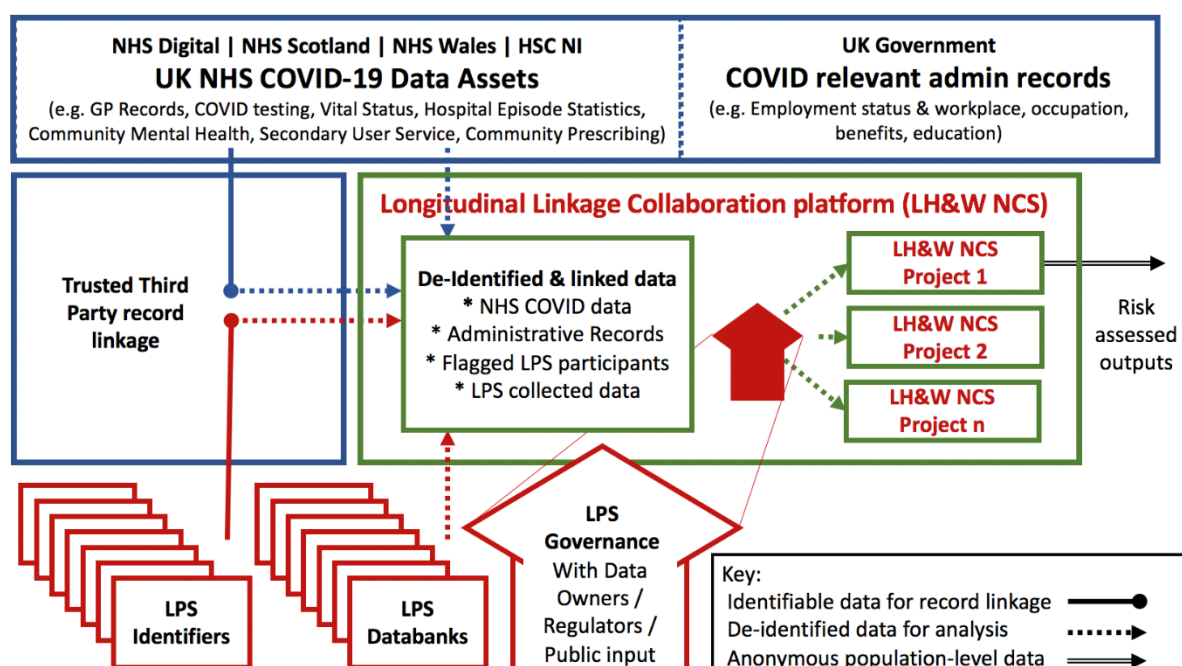 NHS Digital | NHS Scotland | NHS Wales | HSC NI
UK NHS COVID-19 Data Assets
(e.g. GP Records, COVID testing, Vital Status, Hospital Episode Statistics,
Community Mental Health, Secondary User Service, Community Prescribing)
UK Government
COVID relevant admin records
(e.g. Employment status & workplace, occupation,
benefits, education)
Trusted Third
Party record
linkage
Longitudinal Linkage Collaboration platform (LH&W NCS)
De-Identified & linked data
* NHS COVID data
* Administrative Records
* Flagged LPS participants
* LPS collected data
LH&W NCS
Project 1
LH&W NCS
Project 2
LH&W NCS
Project n
Risk
assessed
outputs
LPS
Identifiers
LPS
Databanks
LPS
Governance
With Data
Owners /
Regulators /
Public input
Key:
Identifiable data for record linkage
De-identified data for analysis
Anonymous population-level data